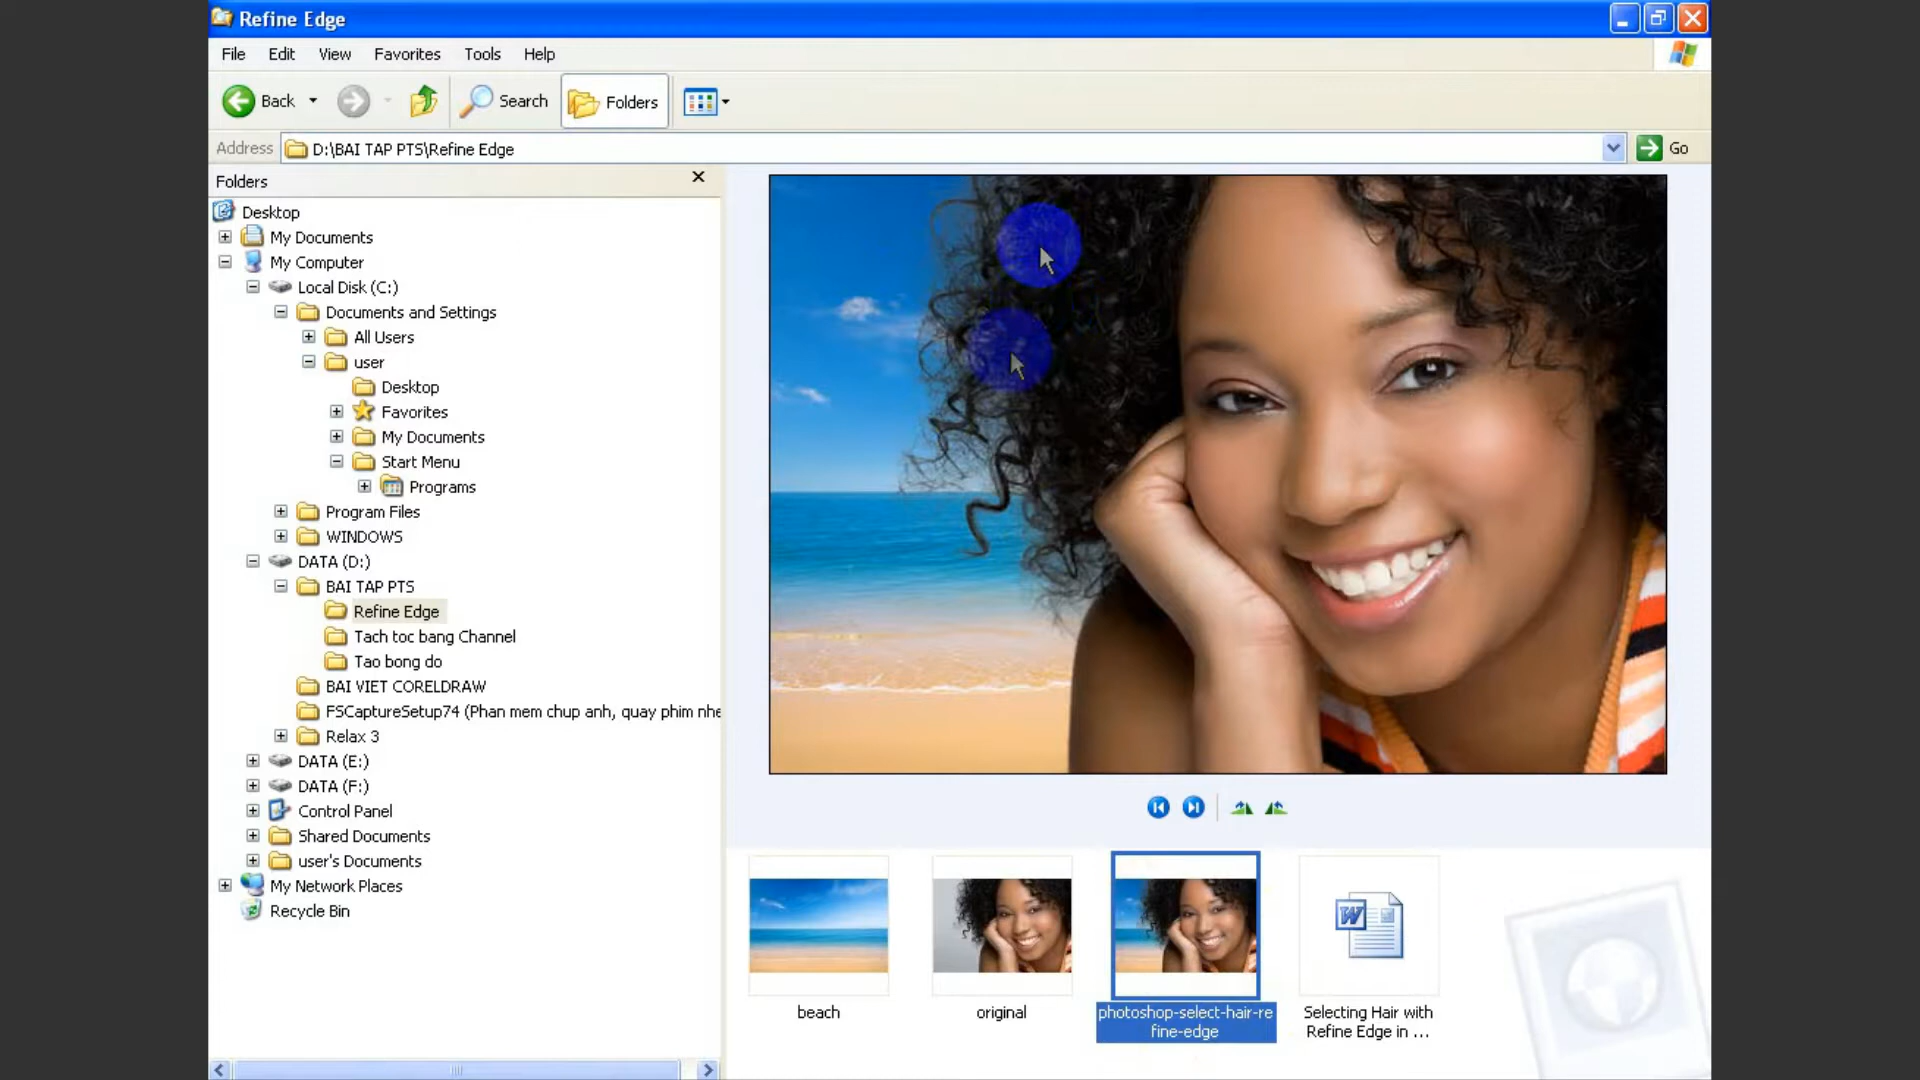 Refine Edge
File Edit View Favorites Tools Help
Back Search Folders
Address D:\BAI TAP PTS\Refine Edge Go
Folders
Desktop
My Documents
My Computer
Local Disk (C:)
Documents and Settings
All Users
user
Desktop
Favorites
My Documents
Start Menu
Programs
Program Files
WINDOWS
DATA (D:)
BAI TAP PTS
Refine Edge
Tach toc bang Channel
Tao bong do
BAI VIET CORELDRAW
FSCaptureSetup74 (Phan mem chup anh, quay phim nhe
Relax 3
DATA (E:)
DATA (F:)
Control Panel
Shared Documents
user's Documents
My Network Places
Recycle Bin
beach
original
photoshop-select-hair-re
fine-edge
Selecting Hair with
Refine Edge in ...